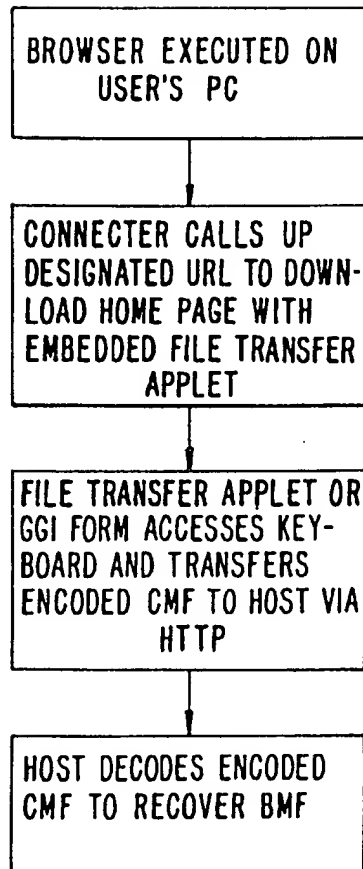 BROWSER EXECUTED ON
USER'S PC
CONNECTER CALLS UP
DESIGNATED URL TO DOWN-
LOAD HOME PAGE WITH
EMBEDDED FILE TRANSFER
APPLET
FILE TRANSFER APPLET OR
GGI FORM ACCESSES KEY-
BOARD AND TRANSFERS
ENCODED CMF TO HOST VIA
HTTP
HOST DECODES ENCODED
CMF TO RECOVER BMF